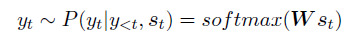 y_t ∼ P(y_t|y_{<t}, s_t) = softmax(W s_t)